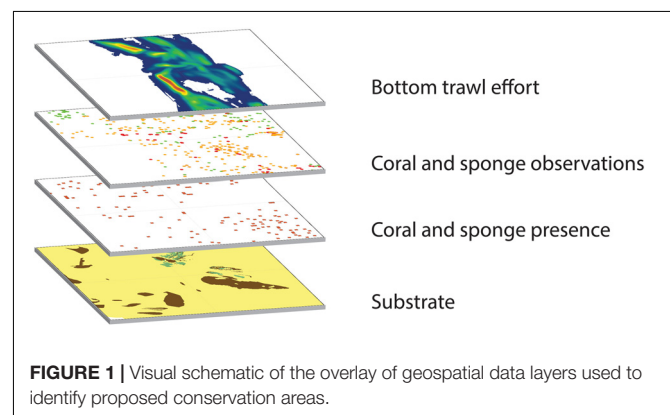 Bottom trawl effort
Coral and sponge observations
Coral and sponge presence
Substrate
FIGURE 1 | Visual schematic of the overlay of geospatial data layers used to
identify proposed conservation areas.